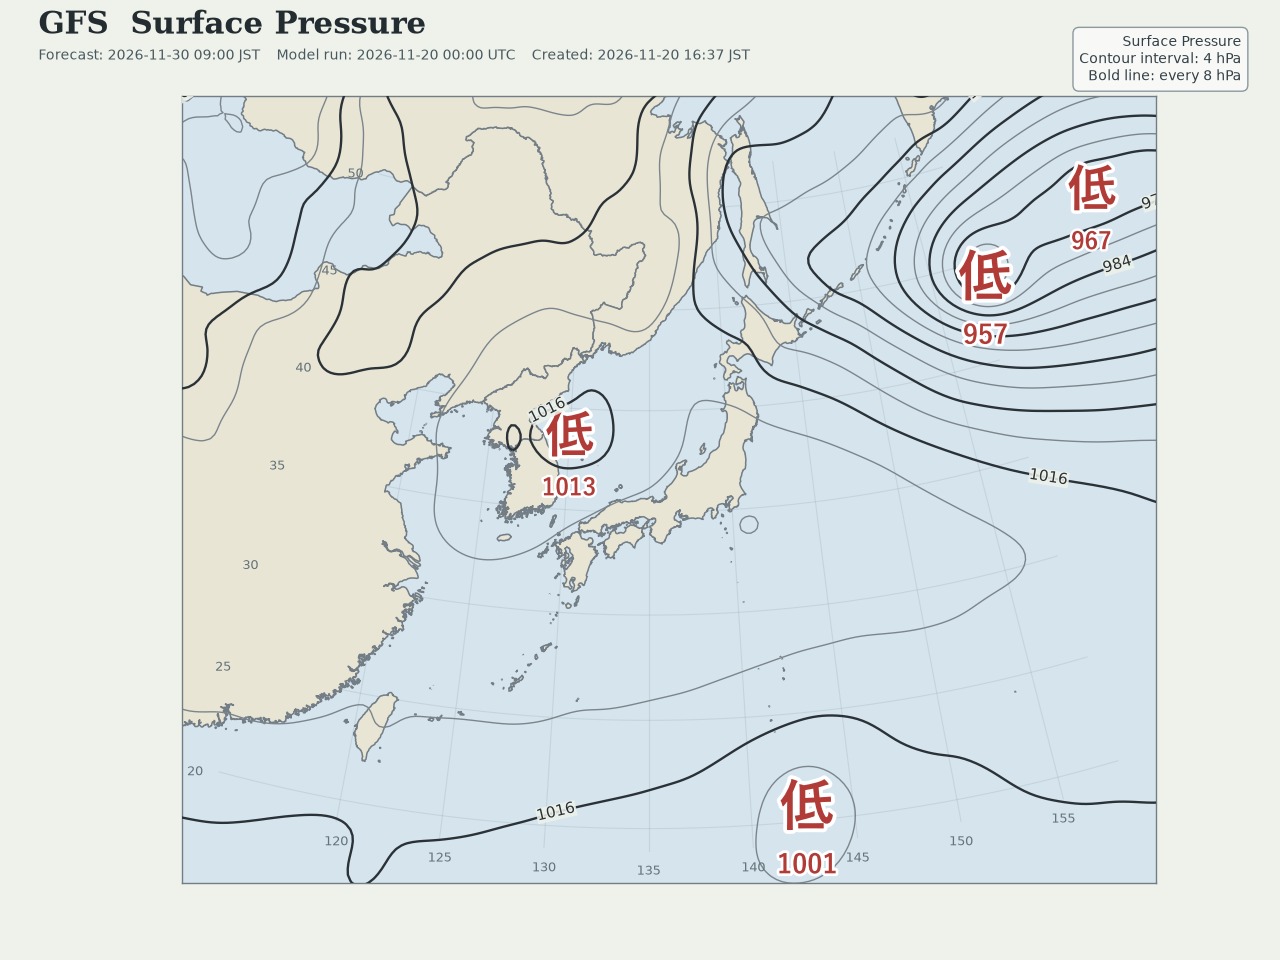 GFS  Surface Pressure
Forecast: 2026-11-30 09:00 JST    Model run: 2026-11-20 00:00 UTC    Created: 2026-11-20 16:37 JST
Surface Pressure
Contour interval: 4 hPa
Bold line: every 8 hPa
50
低
967
97
984
45
低
957
40
1016
低
1013
35
1016
30
25
20
1016
低
1001
120
125
130
135
140
145
150
155